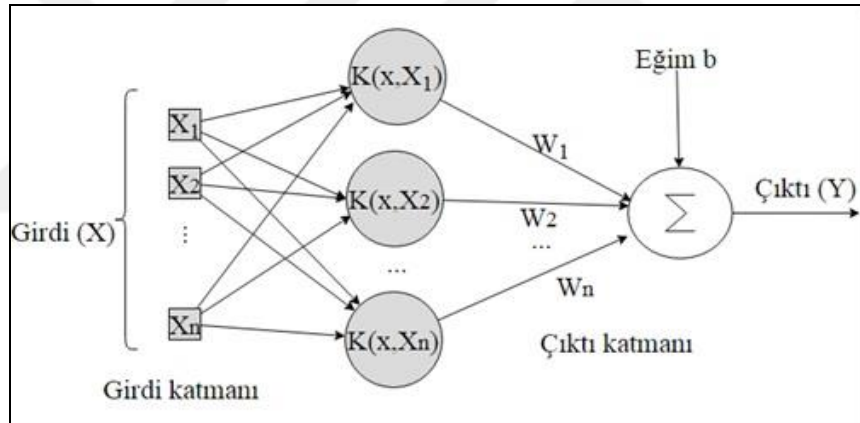 K(x,X1)
Eğim b
X1
W1
X2
K(x,X2)
Çıktı (Y)
Σ
W2
Girdi (X)
⋮
...
...
Wn
Xn
K(x,Xn)
Çıktı katmanı
Girdi katmanı